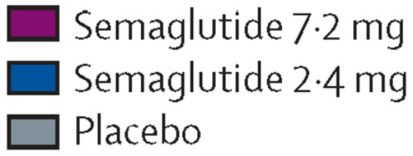 Semaglutide 7·2 mg
Semaglutide 2·4 mg
Placebo